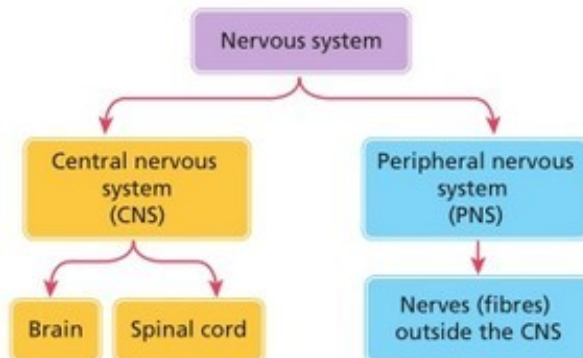 Nervous system
Central nervous
system
(CNS)
Peripheral nervous
system
(PNS)
Brain
Spinal cord
Nerves (fibres)
outside the CNS